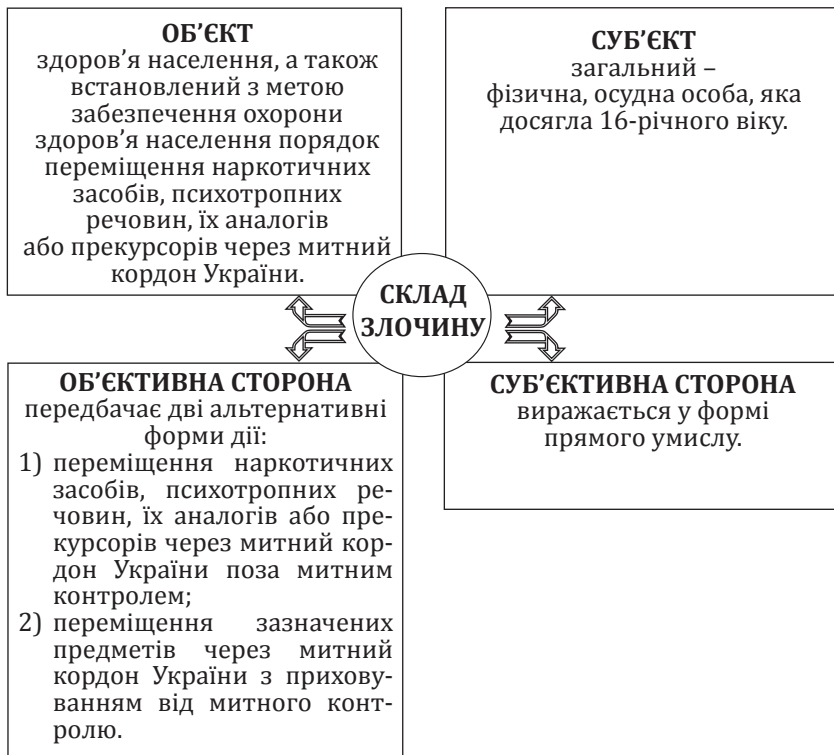 ОБ’ЄКТ
здоров’я населення, а також
встановлений з метою
забезпечення охорони
здоров’я населення порядок
переміщення наркотичних
засобів, психотропних
речовин, їх аналогів
або прекурсорів через митний
кордон України.
СУБ’ЄКТ
загальний –
фізична, осудна особа, яка
досягла 16-річного віку.
СКЛАД
ЗЛОЧИНУ
ОБ’ЄКТИВНА СТОРОНА
передбачає дві альтернативні
форми дії:
1) переміщення наркотичних
засобів, психотропних ре-
човин, їх аналогів або пре-
курсорів через митний кор-
дон України поза митним
контролем;
2) переміщення зазначених
предметів через митний
кордон України з прихову-
ванням від митного конт-
ролю.
СУБ’ЄКТИВНА СТОРОНА
виражається у формі
прямого умислу.